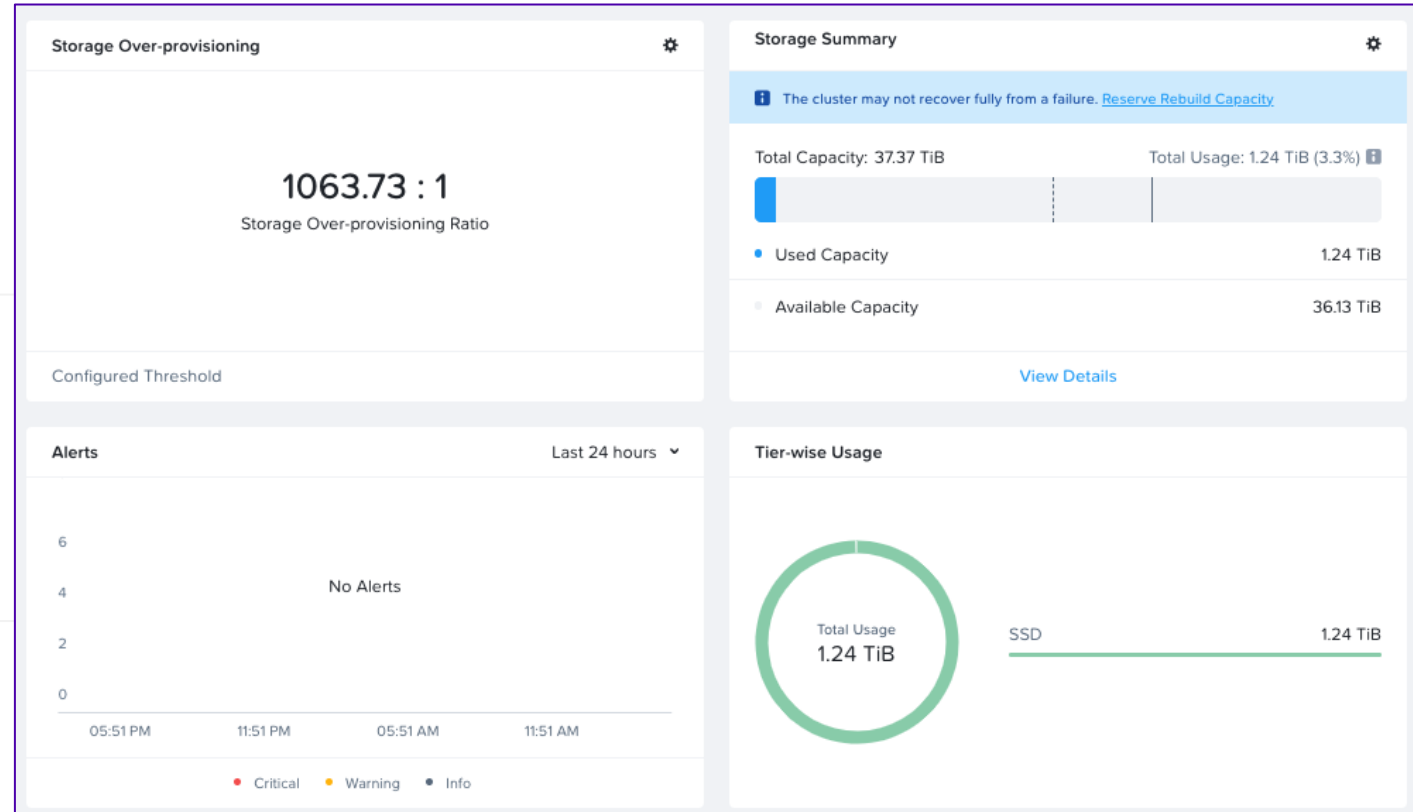 Storage Over-provisioning
1063.73 : 1
Storage Over-provisioning Ratio
Configured Threshold
Storage Summary
The cluster may not recover fully from a failure. Reserve Rebuild Capacity
Total Capacity: 37.37 TiB Total Usage: 1.24 TiB (3.3%)
Used Capacity 1.24 TiB
Available Capacity 36.13 TiB
View Details
Alerts Last 24 hours
6
4
2
0
No Alerts
05:51 PM 11:51 PM 05:51 AM 11:51 AM
Critical Warning Info
Tier-wise Usage
Total Usage
1.24 TiB
SSD 1.24 TiB